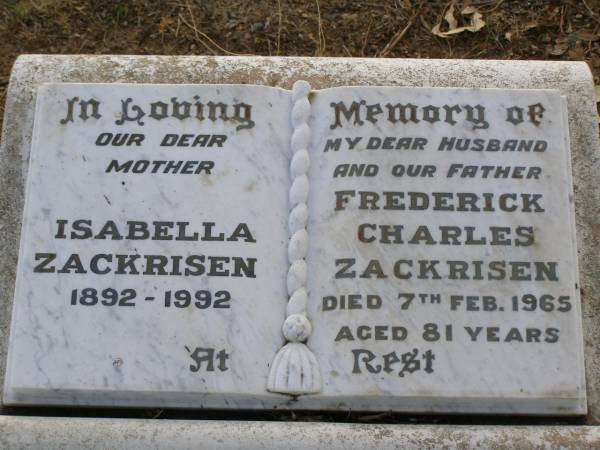 In Loving Memory of
OUR DEAR
MOTHER
ISABELLA
ZACKRISEN
1892 - 1992
MY DEAR HUSBAND
AND OUR FATHER
FREDERICK
CHARLES
ZACKRISEN
DIED 7TH FEB. 1965
AGED 81 YEARS
At Rest